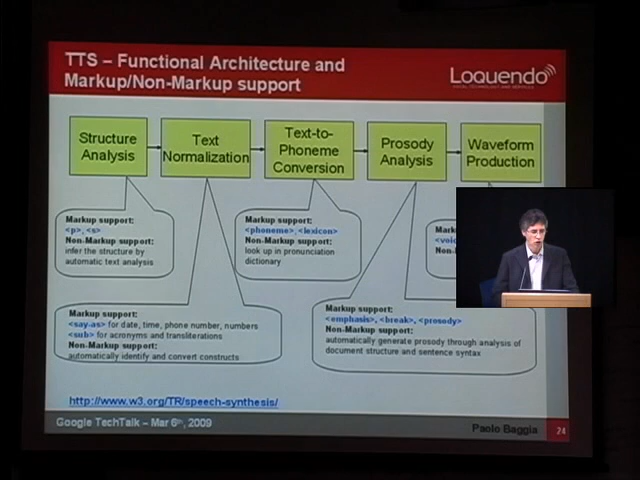 TTS – Functional Architecture and
Markup/Non-Markup support
Loquendo
Structure
Analysis
Text
Normalization
Text-to-
Phoneme
Conversion
Prosody
Analysis
Waveform
Production
Markup support:
<p>, <s>
Non-Markup support:
infer the structure by
automatic text analysis
Markup support:
<phoneme>, <lexicon>
Non-Markup support:
look up in pronunciation
dictionary
Markup support:
<say-as> for date, time, phone number, numbers
<sub> for acronyms and transliterations
Non-Markup support:
automatically identify and convert constructs
Markup support:
<emphasis>, <break>, <prosody>
Non-Markup support:
automatically generate prosody through analysis of
document structure and sentence syntax
http://www.w3.org/TR/speech-synthesis/
Google TechTalk – Mar 6th, 2009
Paolo Baggia
24